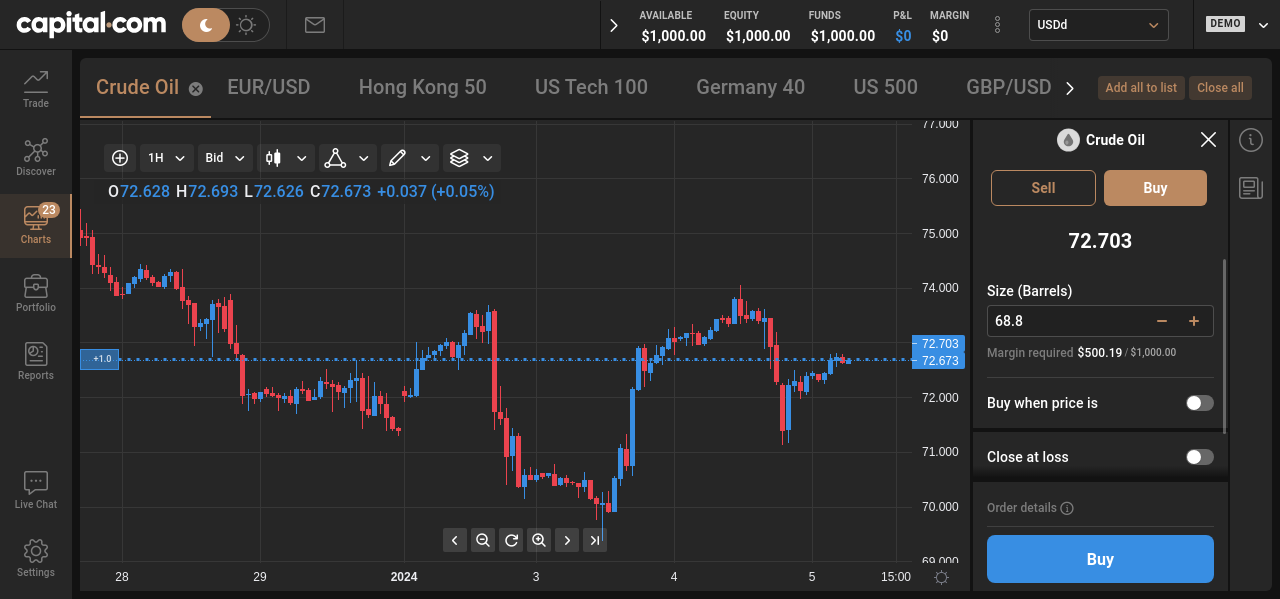 capital.com
AVAILABLE EQUITY FUNDS P&L MARGIN
$1,000.00 $1,000.00 $1,000.00 $0 $0
USDd
DEMO
Trade
Discover
23
Charts
Portfolio
Reports
Live Chat
Settings
Crude Oil EUR/USD Hong Kong 50 US Tech 100 Germany 40 US 500 GBP/USD
Add all to list Close all
1H Bid
O72.628 H72.693 L72.626 C72.673 +0.037 (+0.05%)
+1.0
77.000
76.000
75.000
74.000
72.703
72.673
72.000
71.000
70.000
69.000
28 29 2024 3 4 5 15:00
Crude Oil
Sell Buy
72.703
Size (Barrels)
68.8 − +
Margin required $500.19 / $1,000.00
Buy when price is
Close at loss
Order details
Buy